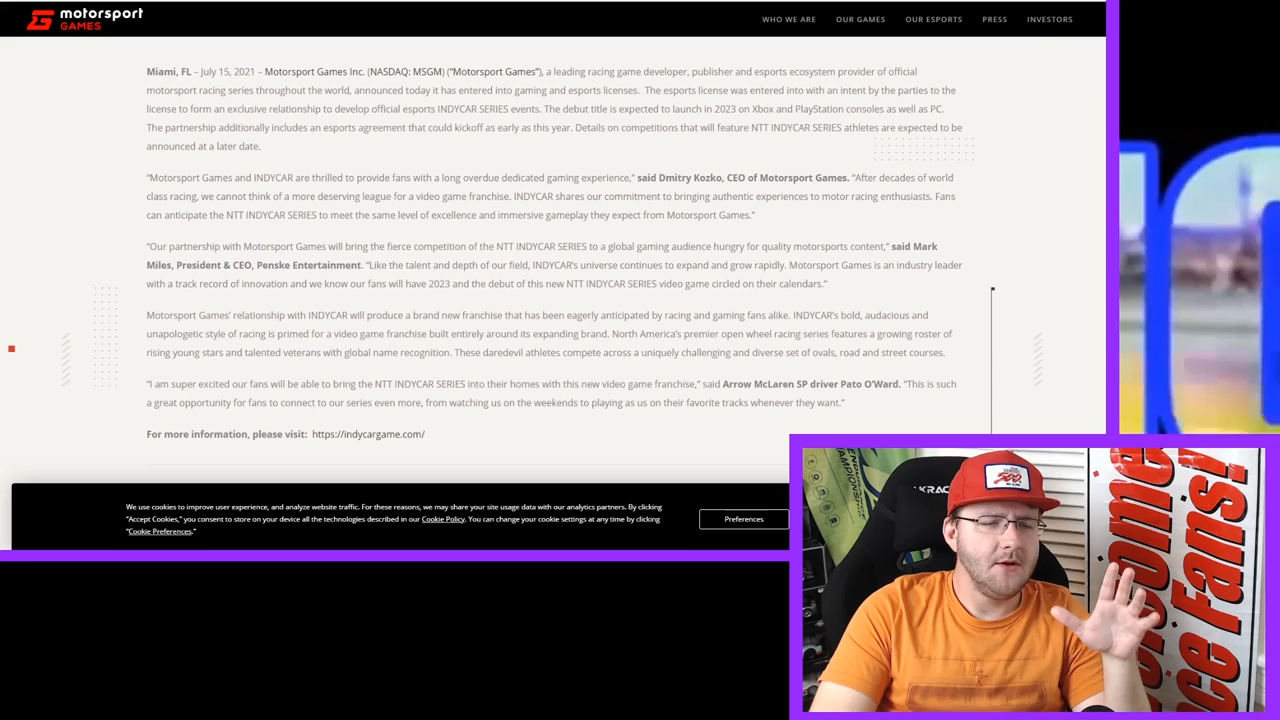 motorsport
GAMES
WHO WE ARE OUR GAMES OUR ESPORTS PRESS INVESTORS
Miami, FL – July 15, 2021 – Motorsport Games Inc. (NASDAQ: MSGM) (“Motorsport Games”), a leading racing game developer, publisher and esports ecosystem provider of official
motorsport racing series throughout the world, announced today it has entered into gaming and esports licenses. The esports license was entered into with an intent by the parties to the
license to form an exclusive relationship to develop official esports INDYCAR SERIES events. The debut title is expected to launch in 2023 on Xbox and PlayStation consoles as well as PC.
The partnership additionally includes an esports agreement that could kickoff as early as this year. Details on competitions that will feature NTT INDYCAR SERIES athletes are expected to be
announced at a later date.
“Motorsport Games and INDYCAR are thrilled to provide fans with a long overdue dedicated gaming experience,” said Dmitry Kozko, CEO of Motorsport Games. “After decades of world
class racing, we cannot think of a more deserving league for a video game franchise. INDYCAR shares our commitment to bringing authentic experiences to motor racing enthusiasts. Fans
can anticipate the NTT INDYCAR SERIES to meet the same level of excellence and immersive gameplay they expect from Motorsport Games.”
“Our partnership with Motorsport Games will bring the fierce competition of the NTT INDYCAR SERIES to a global gaming audience hungry for quality motorsports content,” said Mark
Miles, President & CEO, Penske Entertainment. “Like the talent and depth of our field, INDYCAR’s universe continues to expand and grow rapidly. Motorsport Games is an industry leader
with a track record of innovation and we know our fans will have 2023 and the debut of this new NTT INDYCAR SERIES video game circled on their calendars.”
Motorsport Games’ relationship with INDYCAR will produce a brand new franchise that has been eagerly anticipated by racing and gaming fans alike. INDYCAR’s bold, audacious and
unapologetic style of racing is primed for a video game franchise built entirely around its expanding brand. North America’s premier open wheel racing series features a growing roster of
rising young stars and talented veterans with global name recognition. These daredevil athletes compete across a uniquely challenging and diverse set of ovals, road and street courses.
“I am super excited our fans will be able to bring the NTT INDYCAR SERIES into their homes with this new video game franchise,” said Arrow McLaren SP driver Pato O’Ward. “This is such
a great opportunity for fans to connect to our series even more, from watching us on the weekends to playing as us on their favorite tracks whenever they want.”
For more information, please visit: https://indycargame.com/
We use cookies to improve user experience, and analyze website traffic. For these reasons, we may share your site usage data with our analytics partners. By clicking
“Accept Cookies,” you consent to store on your device all the technologies described in our Cookie Policy. You can change your cookie settings at any time by clicking
“Cookie Preferences.”
Preferences
KRAC
500
come
ce Fans!